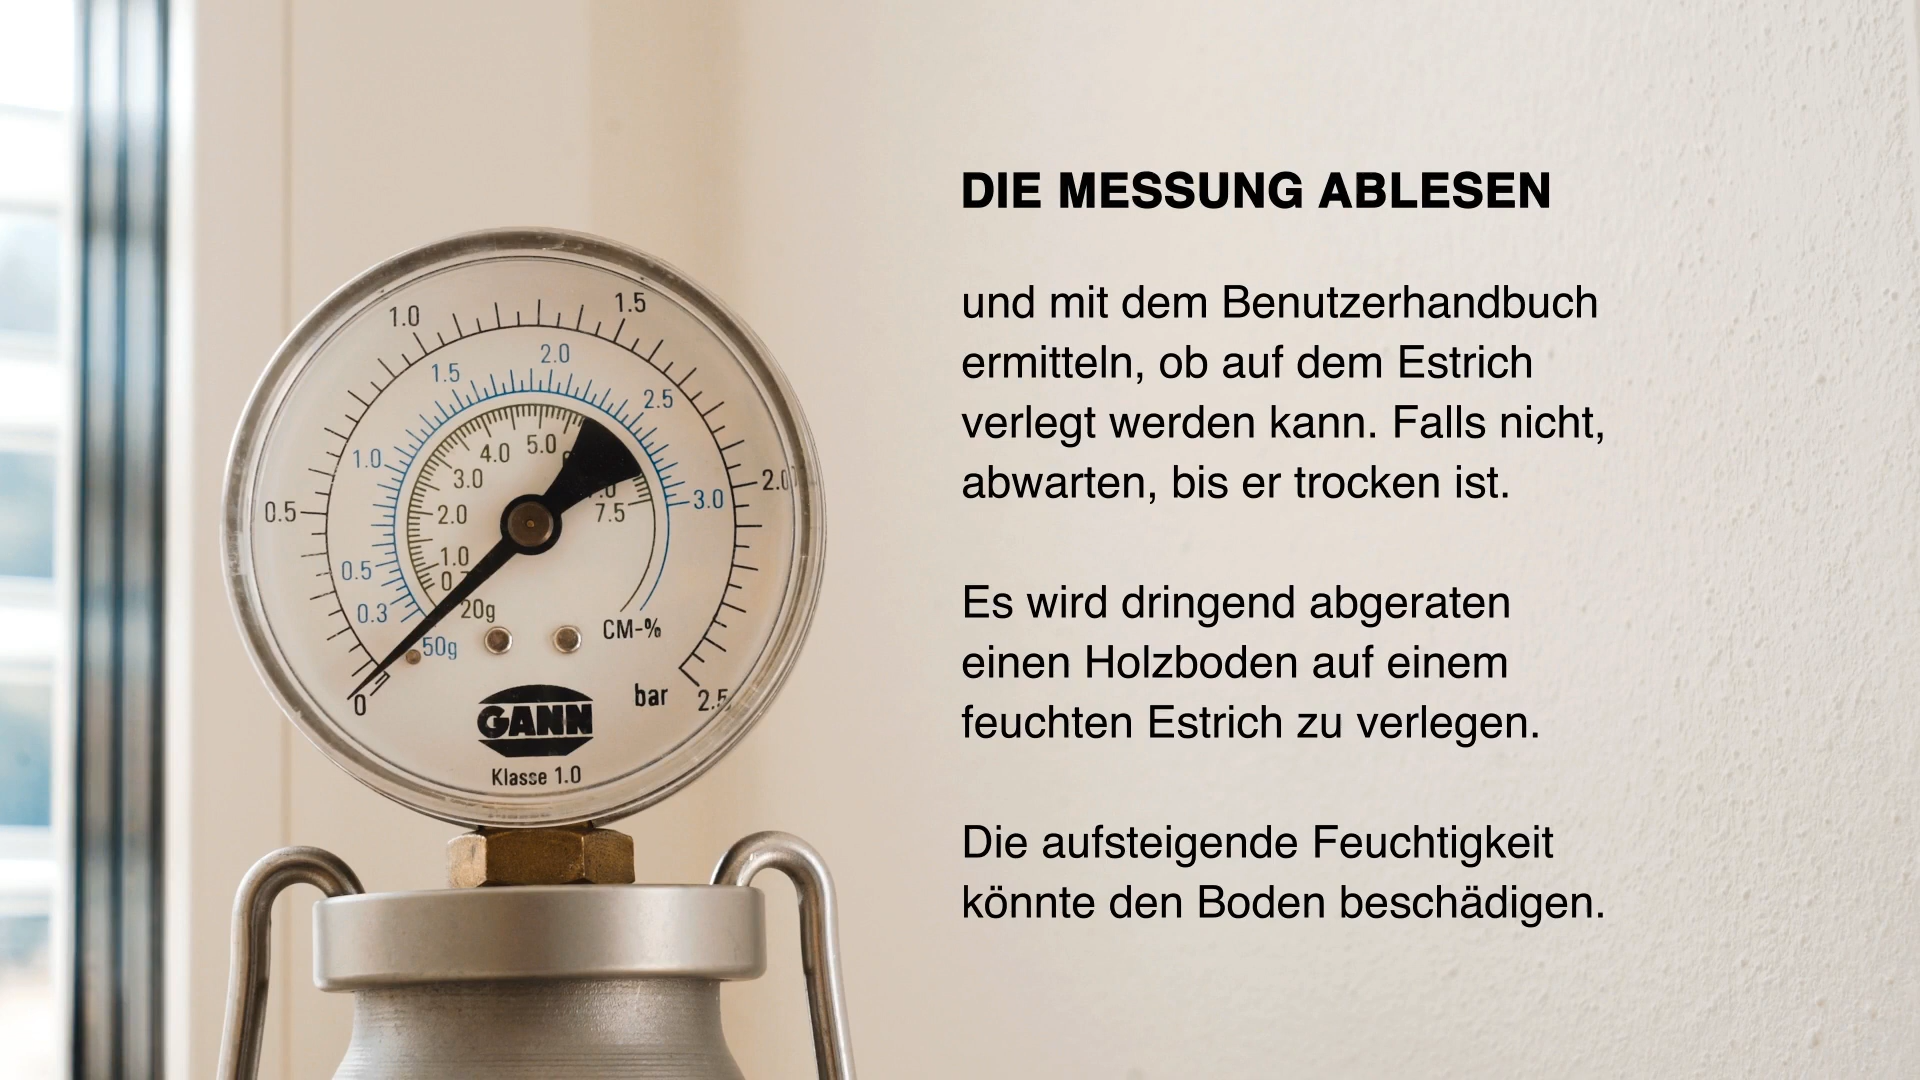 DIE MESSUNG ABLESEN
und mit dem Benutzerhandbuch
ermitteln, ob auf dem Estrich
verlegt werden kann. Falls nicht,
abwarten, bis er trocken ist.
Es wird dringend abgeraten
einen Holzboden auf einem
feuchten Estrich zu verlegen.
Die aufsteigende Feuchtigkeit
könnte den Boden beschädigen.
0
0.5
1.0
1.5
2.0
2.5
bar
0.3
0.5
1.0
1.5
2.0
2.5
3.0
50g
1.0
2.0
3.0
4.0
5.0
7.5
20g
CM-%
GANN
Klasse 1.0